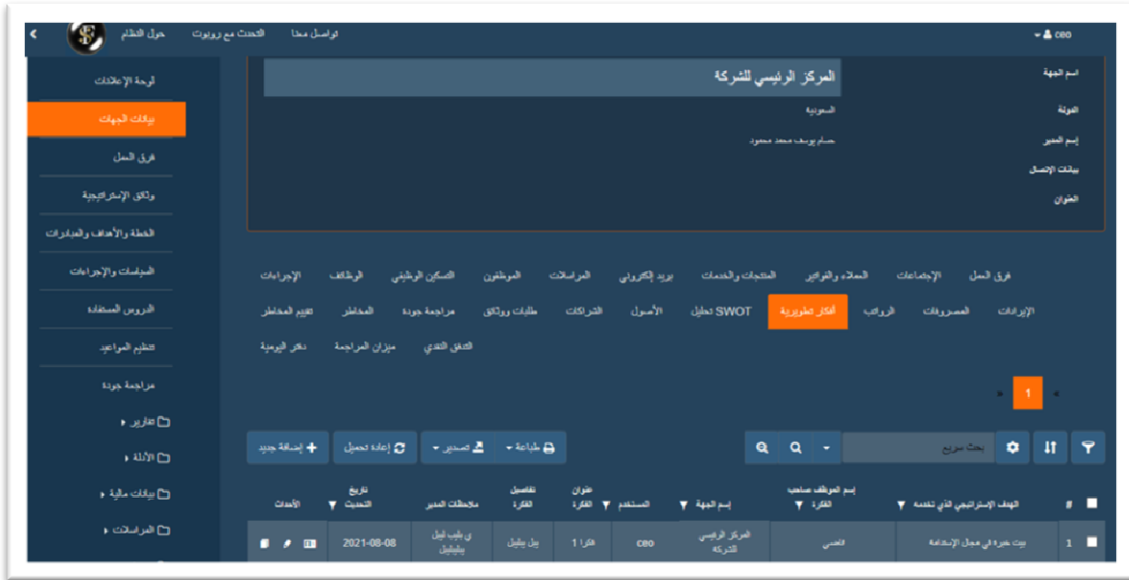 ceo
تواصل معنا
التحدث مع روبوت
حول النظام
لوحة الإعلانات
بيانات الجهات
فرق العمل
وثائق الإستراتيجية
الخطة والأهداف والمبادرات
السياسات والإجراءات
الدروس المستفادة
تنظيم المواعيد
مراجعة جودة
تقارير
الأدلة
بيانات مالية
المراسلات
اسم الجهة
المركز الرئيسي للشركة
الدولة
السعودية
إسم المدير
حسام يوسف محمد محمود
بيانات الإتصال
العنوان
فرق العمل الإجتماعات العملاء والفواتير المنتجات والخدمات بريد إلكتروني المراسلات الموظفون التسكين الوظيفي الوظائف الإجراءات
الإيرادات المصروفات الرواتب أفكار تطويرية SWOT تحليل الأصول الشراكات طلبات ووثائق مراجعة جودة المخاطر تقييم المخاطر
التدفق النقدي ميزان المراجعة دفتر اليومية
« 1 »
بحث سريع
طباعة تصدير إعادة تحميل إضافة جديد
# الهدف الإستراتيجي الذي تخدمه إسم الموظف صاحب الفكرة إسم الجهة المستخدم عنوان الفكرة تفاصيل الفكرة ملاحظات المدير تاريخ التحديث الأحداث
1 بيت خبرة في مجال الإستدامة المركز الرئيسي للشركة ceo 2021-08-08